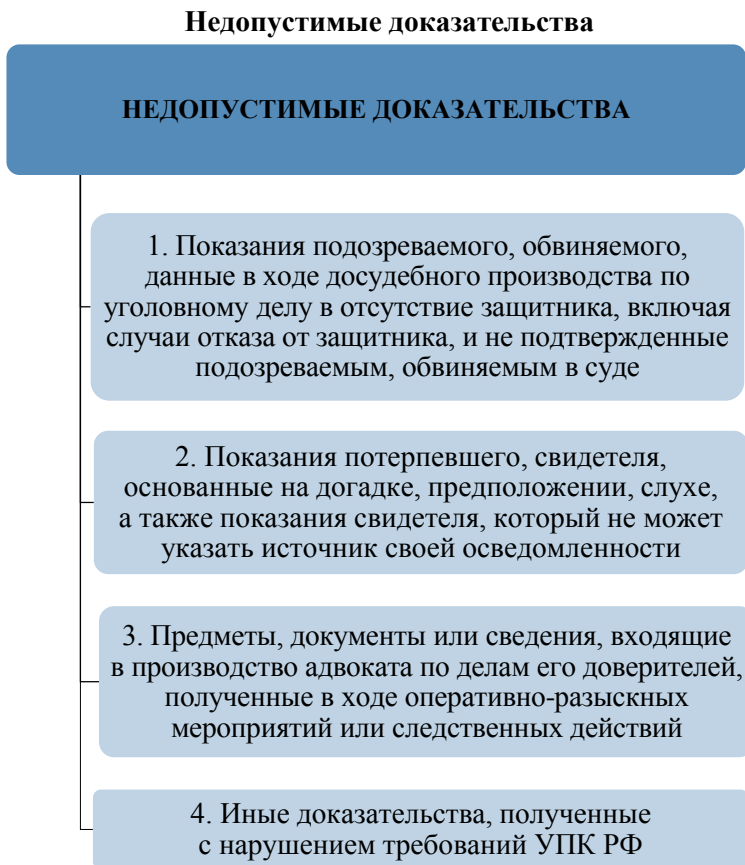 Недопустимые доказательства
НЕДОПУСТИМЫЕ ДОКАЗАТЕЛЬСТВА
1. Показания подозреваемого, обвиняемого,
данные в ходе досудебного производства по
уголовному делу в отсутствие защитника, включая
случаи отказа от защитника, и не подтвержденные
подозреваемым, обвиняемым в суде
2. Показания потерпевшего, свидетеля,
основанные на догадке, предположении, слухе,
а также показания свидетеля, который не может
указать источник своей осведомленности
3. Предметы, документы или сведения, входящие
в производство адвоката по делам его доверителей,
полученные в ходе оперативно-разыскных
мероприятий или следственных действий
4. Иные доказательства, полученные
с нарушением требований УПК РФ